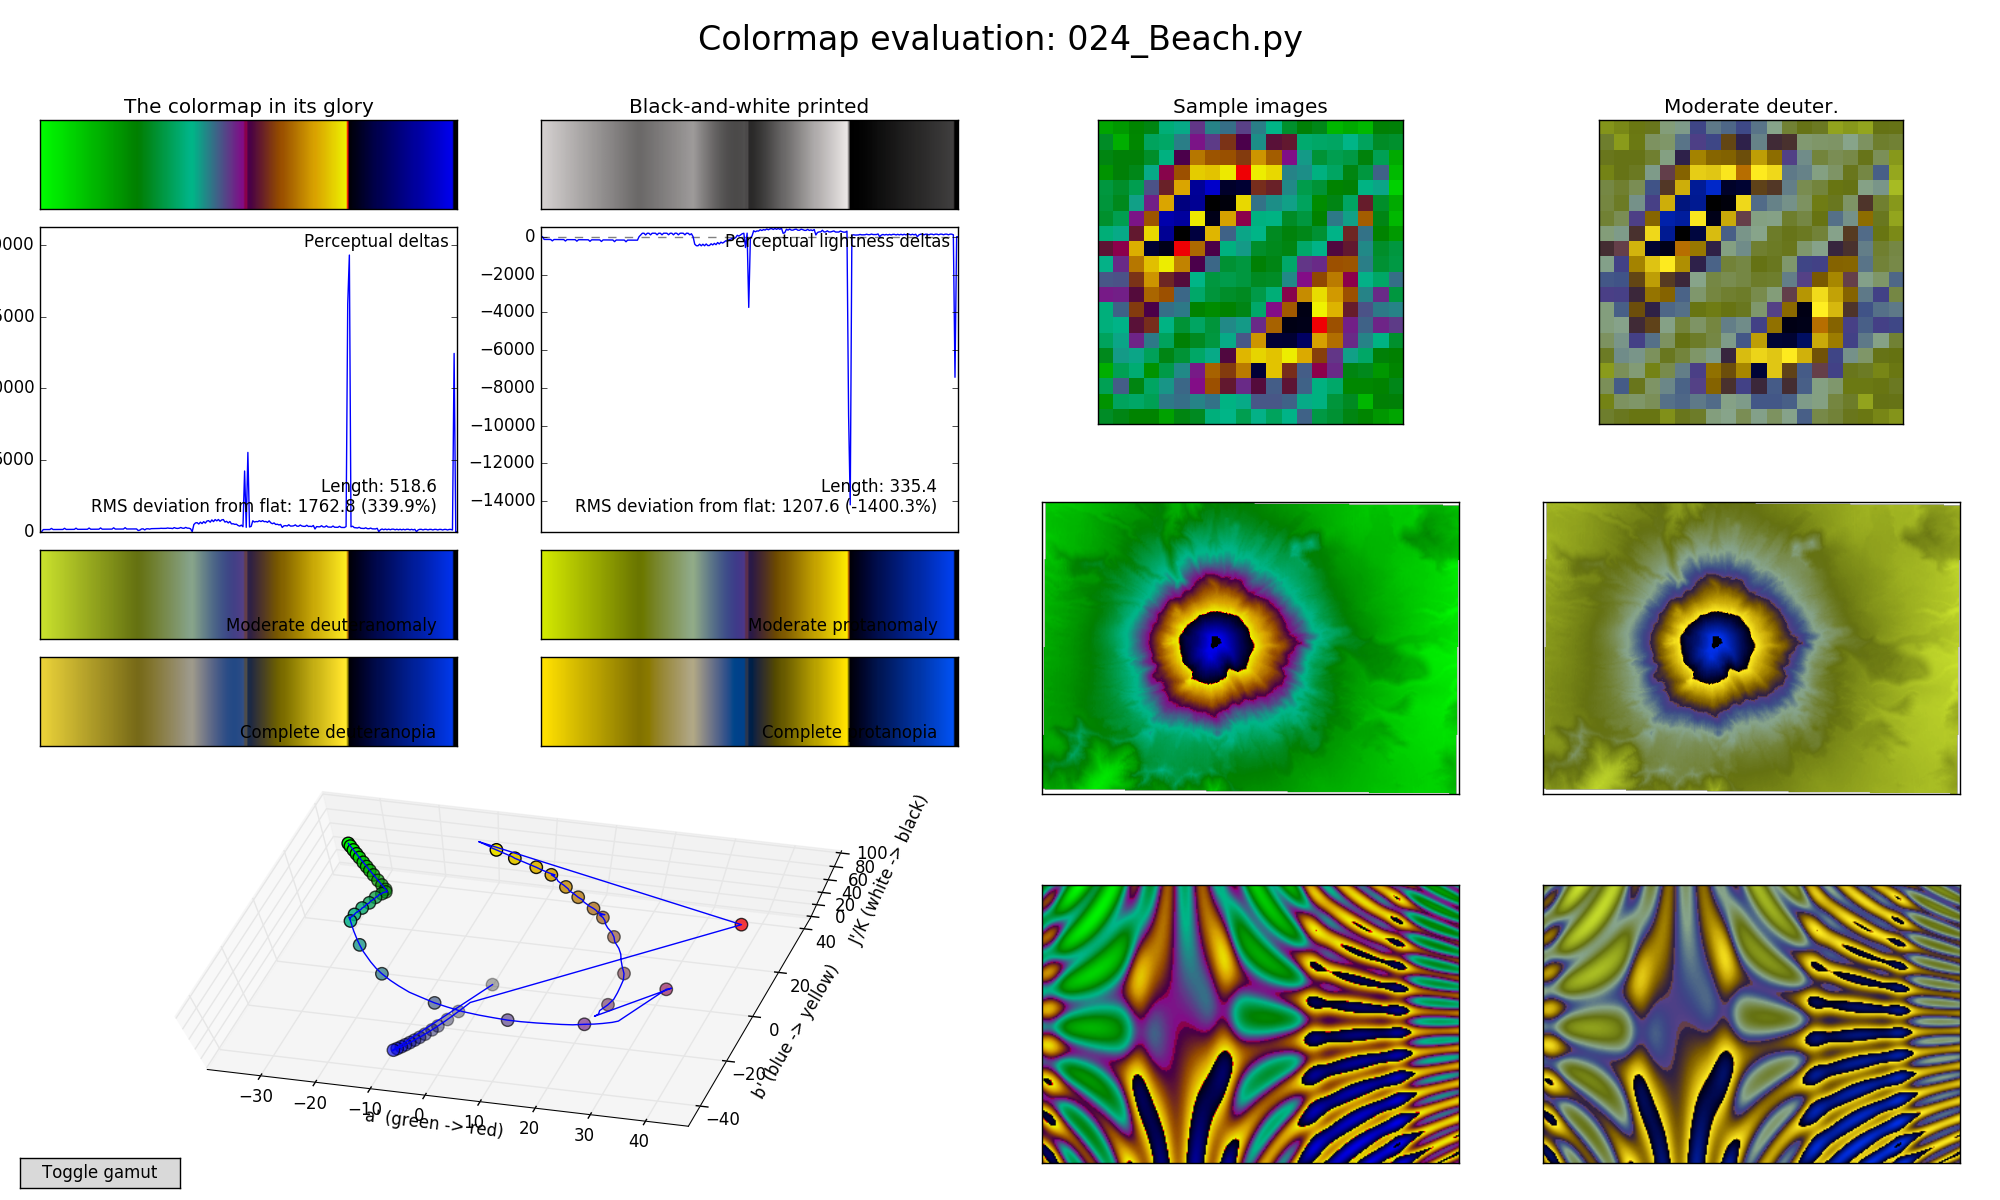 Colormap evaluation: 024_Beach.py
The colormap in its glory
Black-and-white printed
Sample images
Moderate deuter.
Perceptual deltas
0
Length: 518.6
RMS deviation from flat: 1762.8 (339.9%)
Perceptual lightness deltas
0
−2000
−4000
−6000
−8000
−10000
−12000
−14000
Length: 335.4
RMS deviation from flat: 1207.6 (-1400.3%)
Moderate deuteranomaly
Moderate protanomaly
Complete deuteranopia
Complete protanopia
−30
−20
−10
0
10
20
30
40
a' (green -> red)
−40
−20
0
20
40
b' (blue -> yellow)
0
20
40
60
80
100
J'/K (white -> black)
Toggle gamut